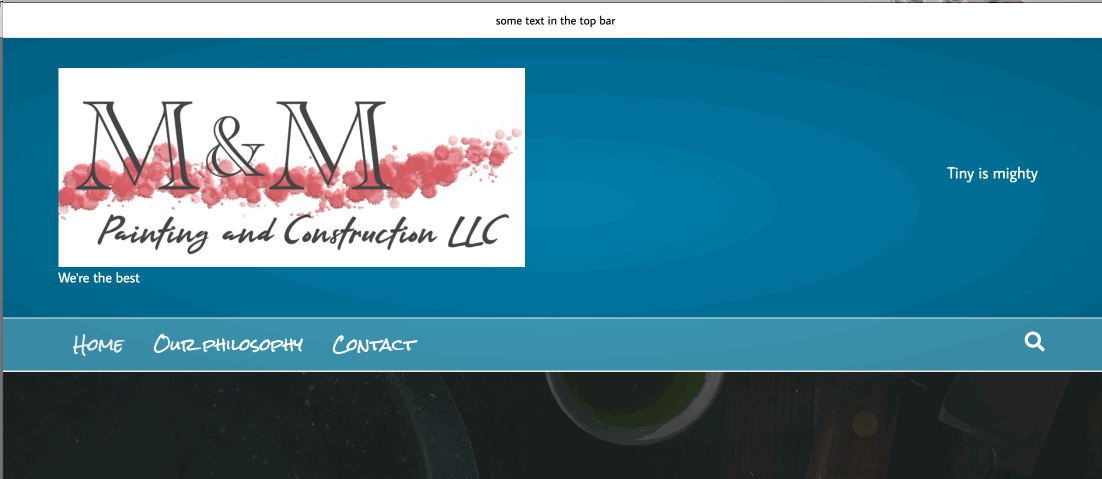 some text in the top bar
M&M
Painting and Construction LLC
Tiny is mighty
We're the best
Home Our philosophy Contact